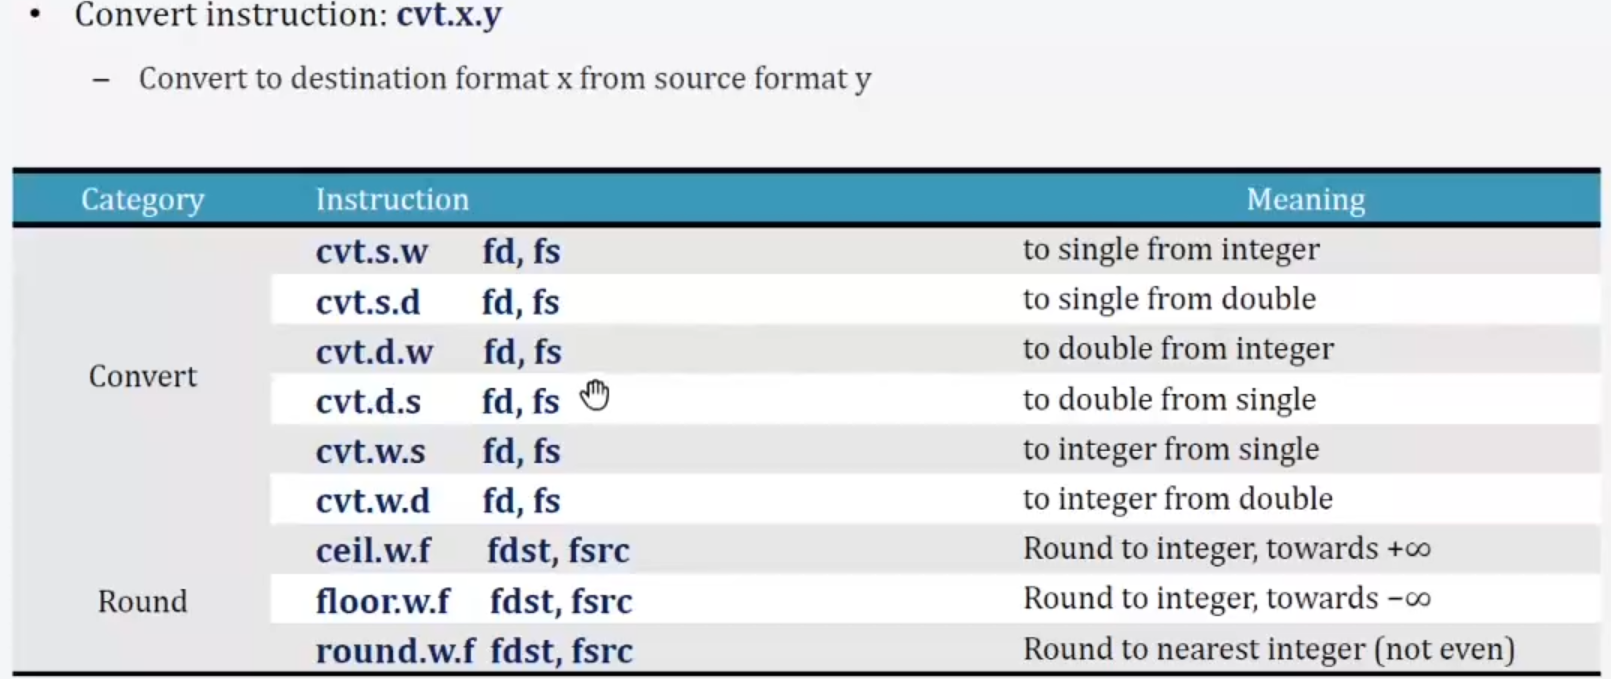 • Convert instruction: cvt.x.y
– Convert to destination format x from source format y
Category Instruction Meaning
cvt.s.w fd, fs to single from integer
cvt.s.d fd, fs to single from double
cvt.d.w fd, fs to double from integer
Convert
cvt.d.s fd, fs to double from single
cvt.w.s fd, fs to integer from single
cvt.w.d fd, fs to integer from double
ceil.w.f fdst, fsrc Round to integer, towards +∞
Round floor.w.f fdst, fsrc Round to integer, towards −∞
round.w.f fdst, fsrc Round to nearest integer (not even)